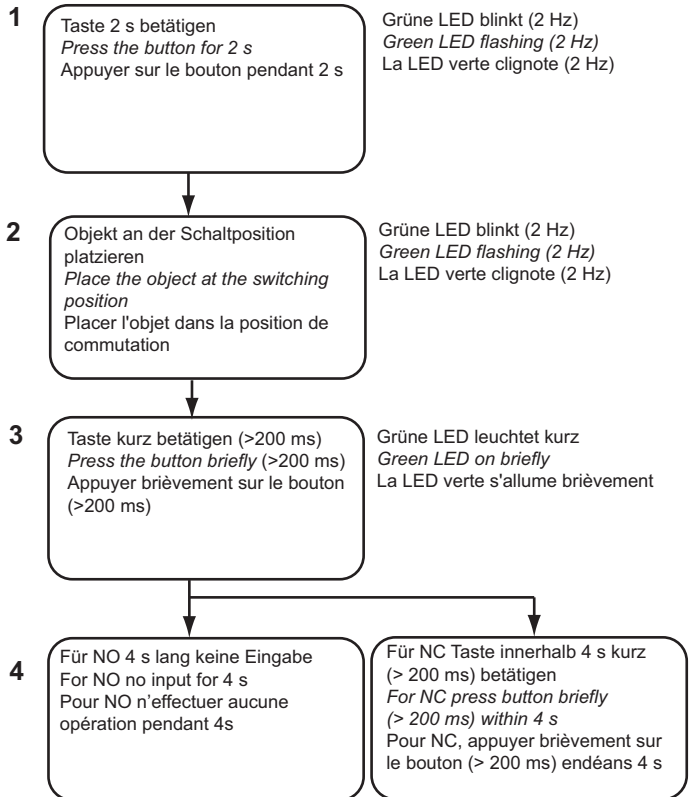 1
Taste 2 s betätigen
Press the button for 2 s
Appuyer sur le bouton pendant 2 s
Grüne LED blinkt (2 Hz)
Green LED flashing (2 Hz)
La LED verte clignote (2 Hz)
2
Objekt an der Schaltposition
platzieren
Place the object at the switching
position
Placer l'objet dans la position de
commutation
Grüne LED blinkt (2 Hz)
Green LED flashing (2 Hz)
La LED verte clignote (2 Hz)
3
Taste kurz betätigen (>200 ms)
Press the button briefly (>200 ms)
Appuyer brièvement sur le bouton
(>200 ms)
Grüne LED leuchtet kurz
Green LED on briefly
La LED verte s'allume brièvement
4
Für NO 4 s lang keine Eingabe
For NO no input for 4 s
Pour NO n’effectuer aucune
opération pendant 4s
Für NC Taste innerhalb 4 s kurz
(> 200 ms) betätigen
For NC press button briefly
(> 200 ms) within 4 s
Pour NC, appuyer brièvement sur
le bouton (> 200 ms) endéans 4 s